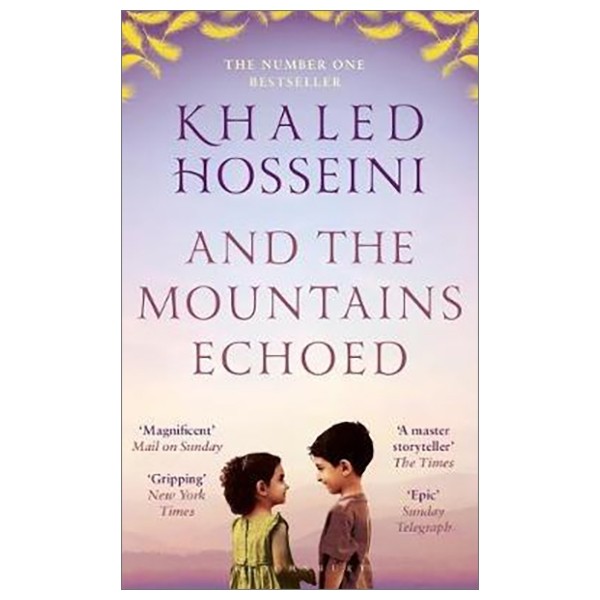 THE NUMBER ONE
BESTSELLER
KHALED
HOSSEINI
AND THE
MOUNTAINS
ECHOED
‘Magnificent’
Mail on Sunday
‘Gripping’
New York
Times
‘A master
storyteller’
The Times
‘Epic’
Sunday
Telegraph
BLOOMSBURY